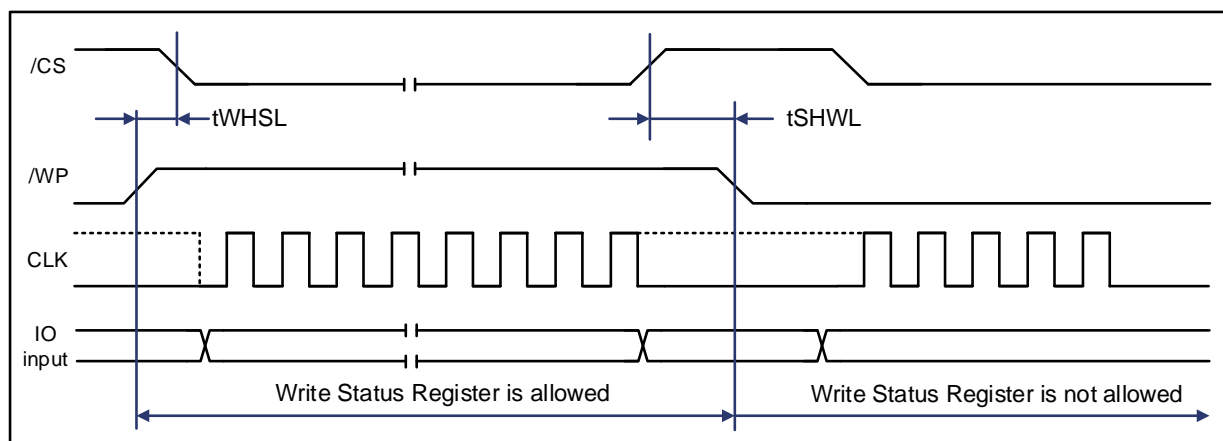 /CS
tWHSL
tSHWL
/WP
CLK
IO
input
Write Status Register is allowed
Write Status Register is not allowed